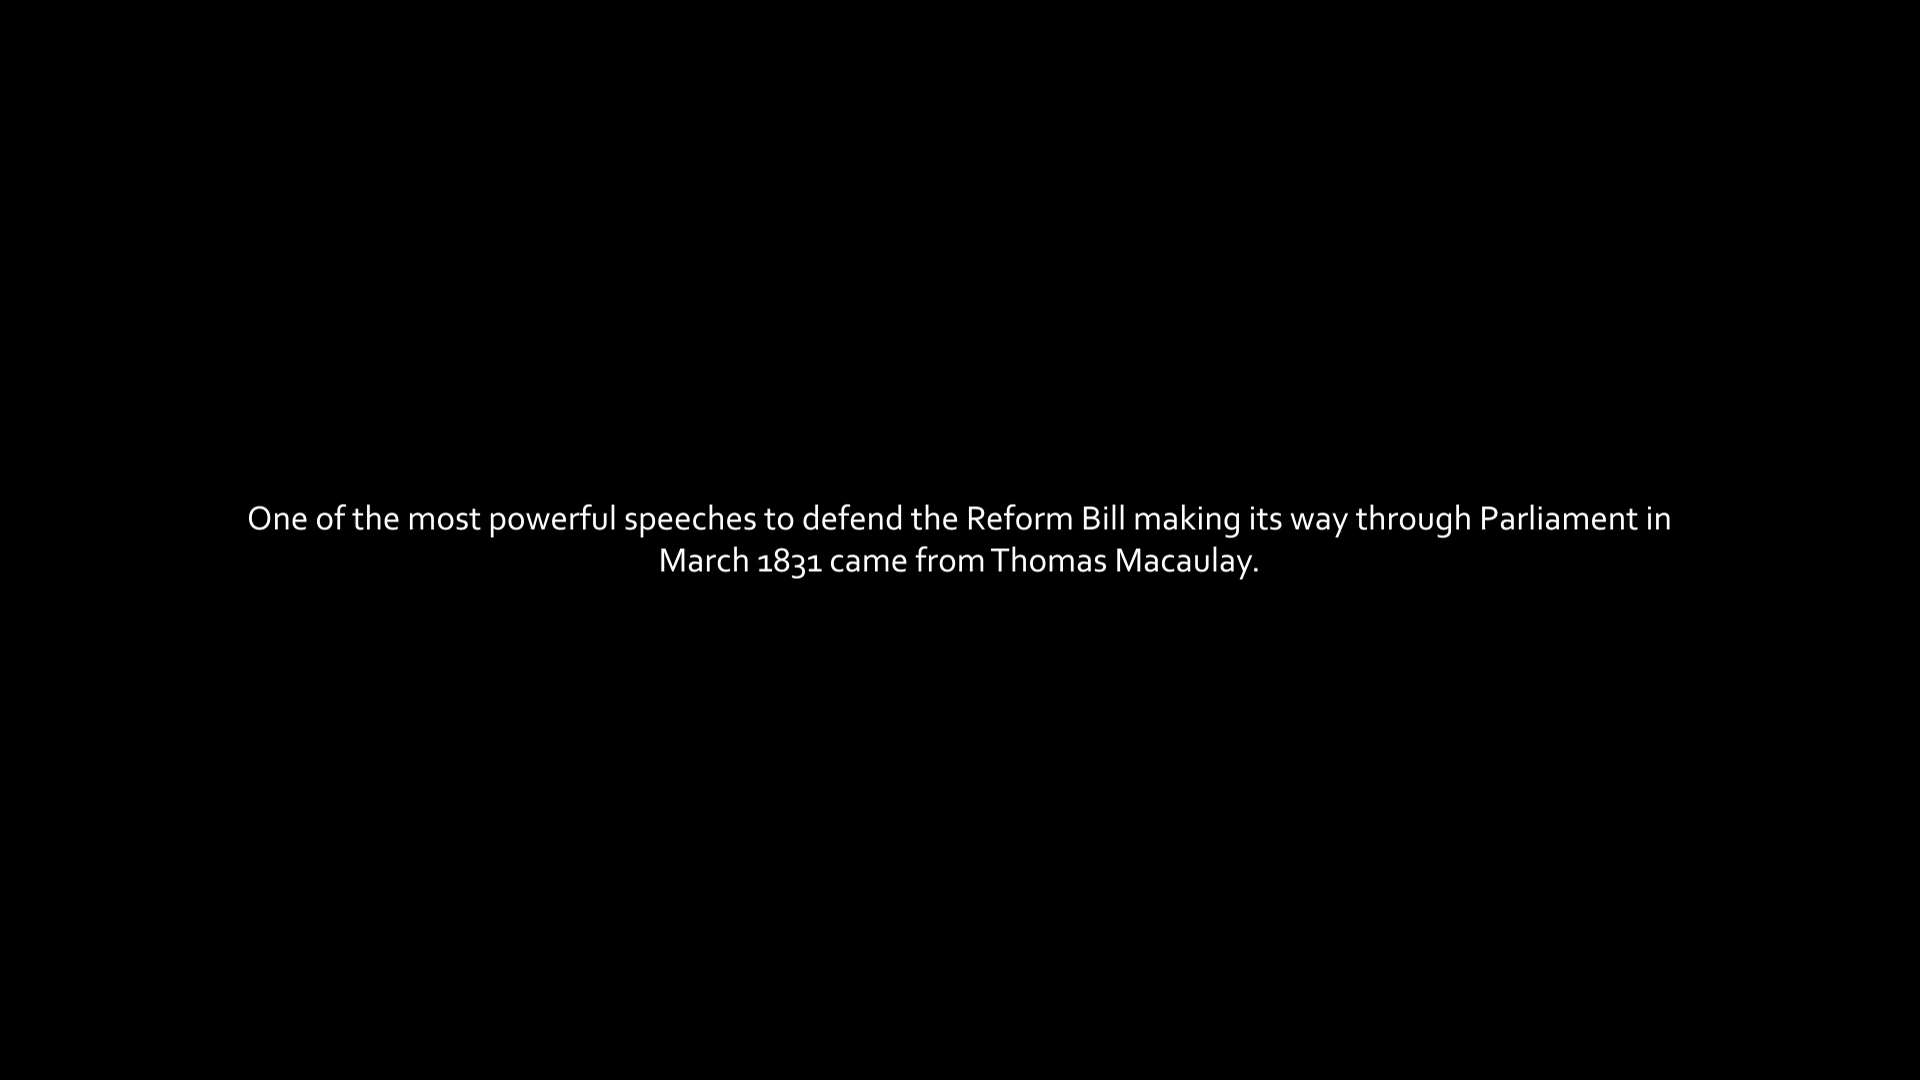 One of the most powerful speeches to defend the Reform Bill making its way through Parliament in
March 1831 came from Thomas Macaulay.